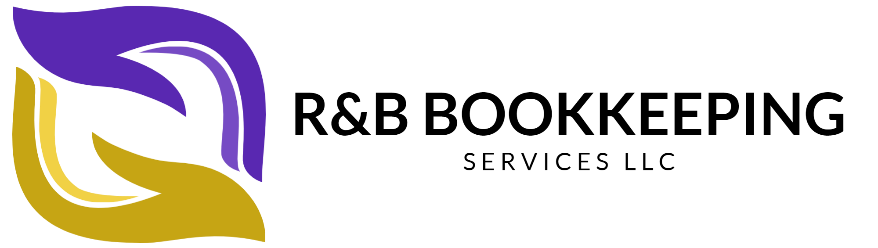 R&B BOOKKEEPING
SERVICES LLC